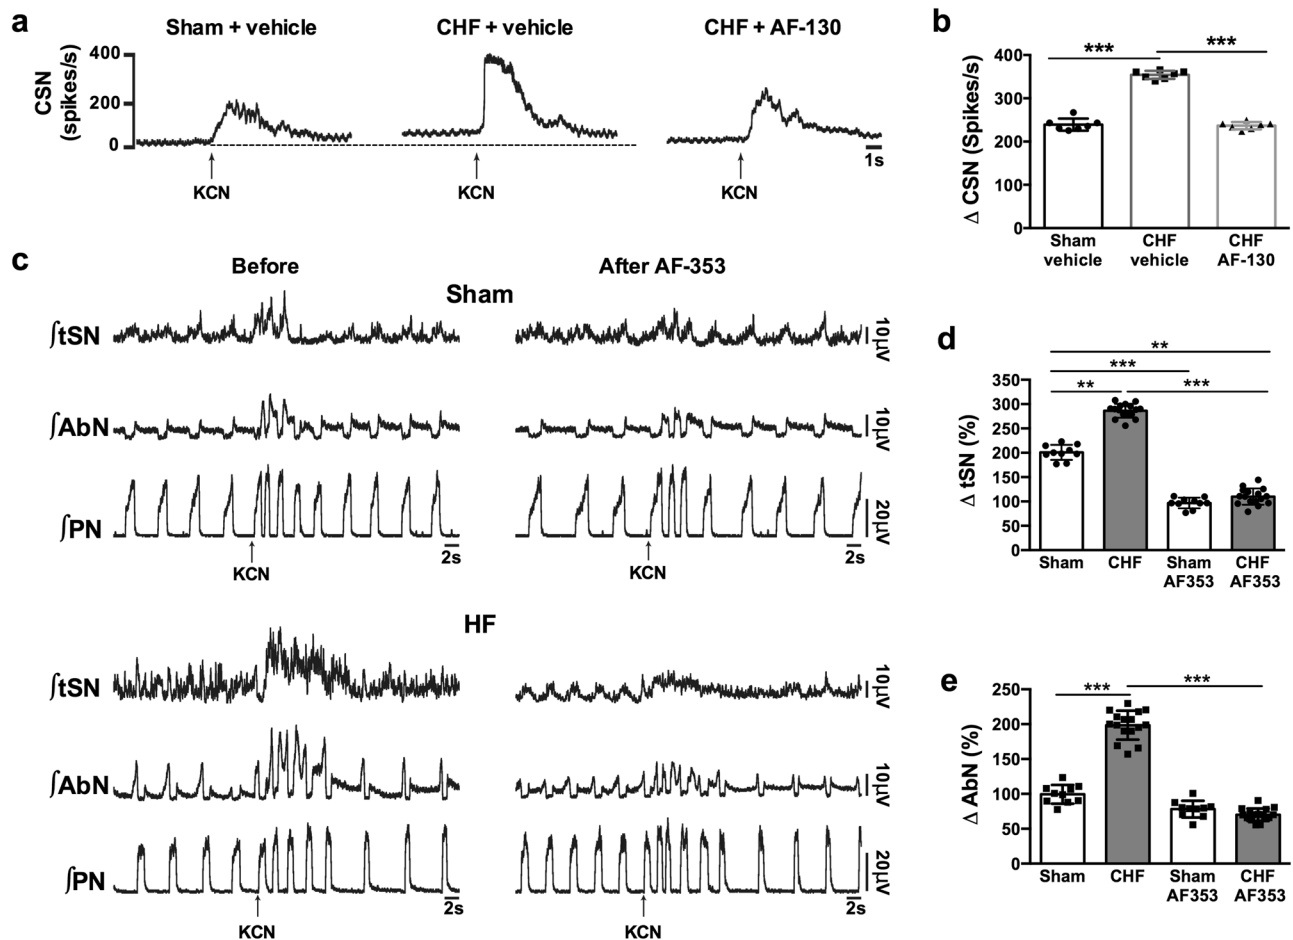 a
Sham + vehicle
CHF + vehicle
CHF + AF-130
CSN
(spikes/s)
400
200
0
KCN
KCN
KCN
1s
b
***
***
Δ CSN (Spikes/s)
400
300
200
100
0
Sham
vehicle
CHF
vehicle
CHF
AF-130
c
Before
After AF-353
Sham
∫tSN
10µV
∫AbN
10µV
∫PN
20µV
2s
2s
KCN
KCN
HF
∫tSN
10µV
∫AbN
10µV
∫PN
20µV
2s
2s
KCN
KCN
d
**
***
**
***
Δ tSN (%)
350
300
250
200
150
100
50
0
Sham
CHF
Sham
AF353
CHF
AF353
e
***
***
Δ AbN (%)
250
200
150
100
50
0
Sham
CHF
Sham
AF353
CHF
AF353